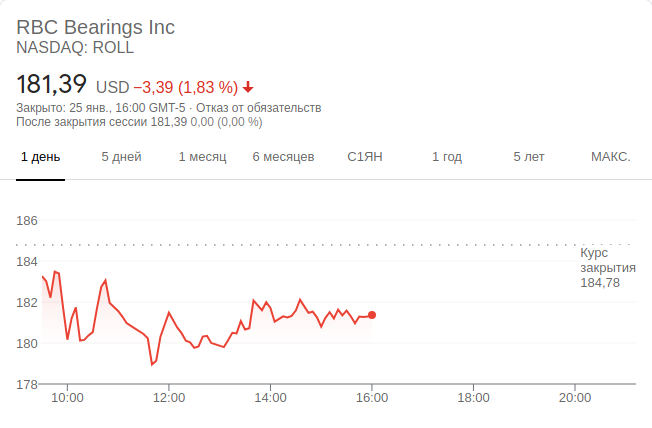 RBC Bearings Inc
NASDAQ: ROLL
181,39 USD −3,39 (1,83 %)
Закрыто: 25 янв., 16:00 GMT-5 · Отказ от обязательств
После закрытия сессии 181,39 0,00 (0,00 %)
1 день 5 дней 1 месяц 6 месяцев С1ЯН 1 год 5 лет МАКС.
186
Курс
184
закрытия
184,78
182
180
178
10:00 12:00 14:00 16:00 18:00 20:00